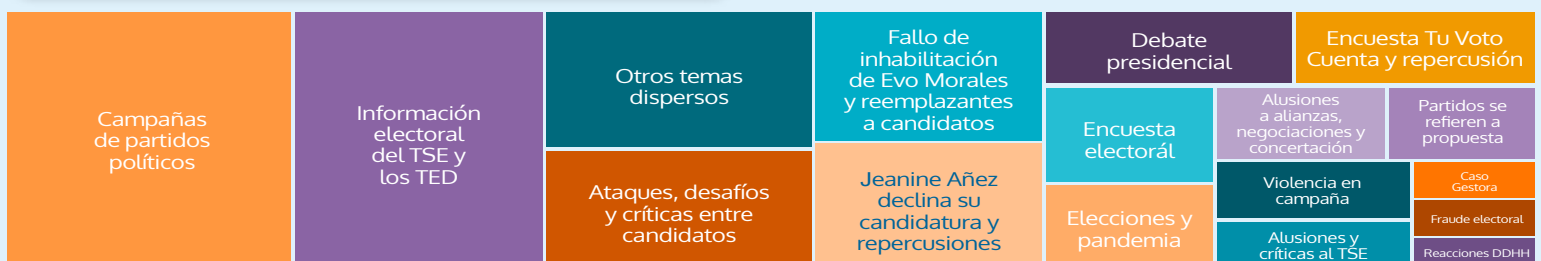 Campañas
de partidos
políticos
Información
electoral
del TSE y
los TED
Otros temas
dispersos
Ataques, desafíos
y críticas entre
candidatos
Fallo de
inhabilitación
de Evo Morales
y reemplazantes
a candidatos
Jeanine Añez
declina su
candidatura y
repercusiones
Debate
presidencial
Encuesta Tu Voto
Cuenta y repercusión
Encuesta
electorál
Elecciones y
pandemia
Alusiones
a alianzas,
negociaciones y
concertación
Partidos se
refieren a
propuesta
Violencia en
campaña
Alusiones y
críticas al TSE
Caso
Gestora
Fraude electoral
Reacciones DDHH